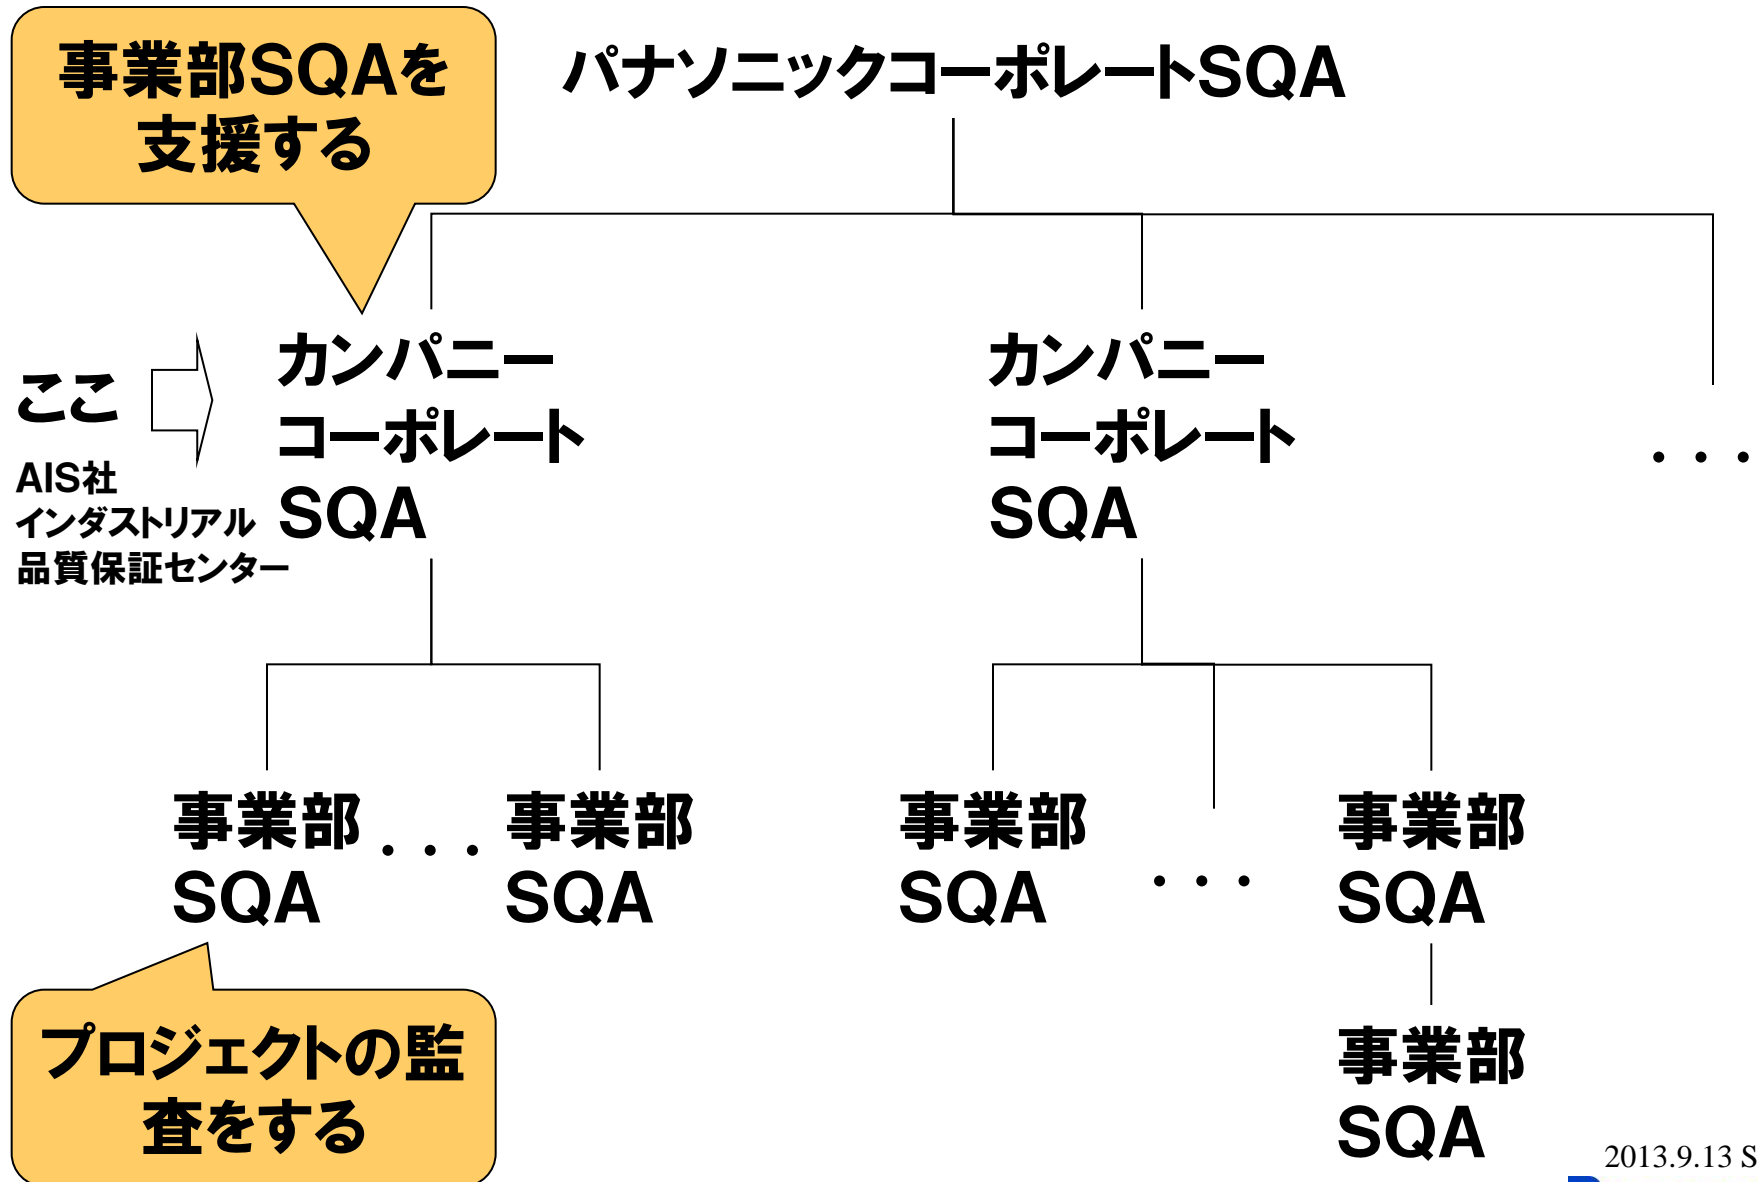 事業部SQAを
支援する
パナソニックコーポレートSQA
ここ
AIS社
インダストリアル
品質保証センター
カンパニー
コーポレート
SQA
カンパニー
コーポレート
SQA
・・・
事業部
SQA
・・・
事業部
SQA
事業部
SQA
・・・
事業部
SQA
事業部
SQA
プロジェクトの監
査をする
2013.9.13 S